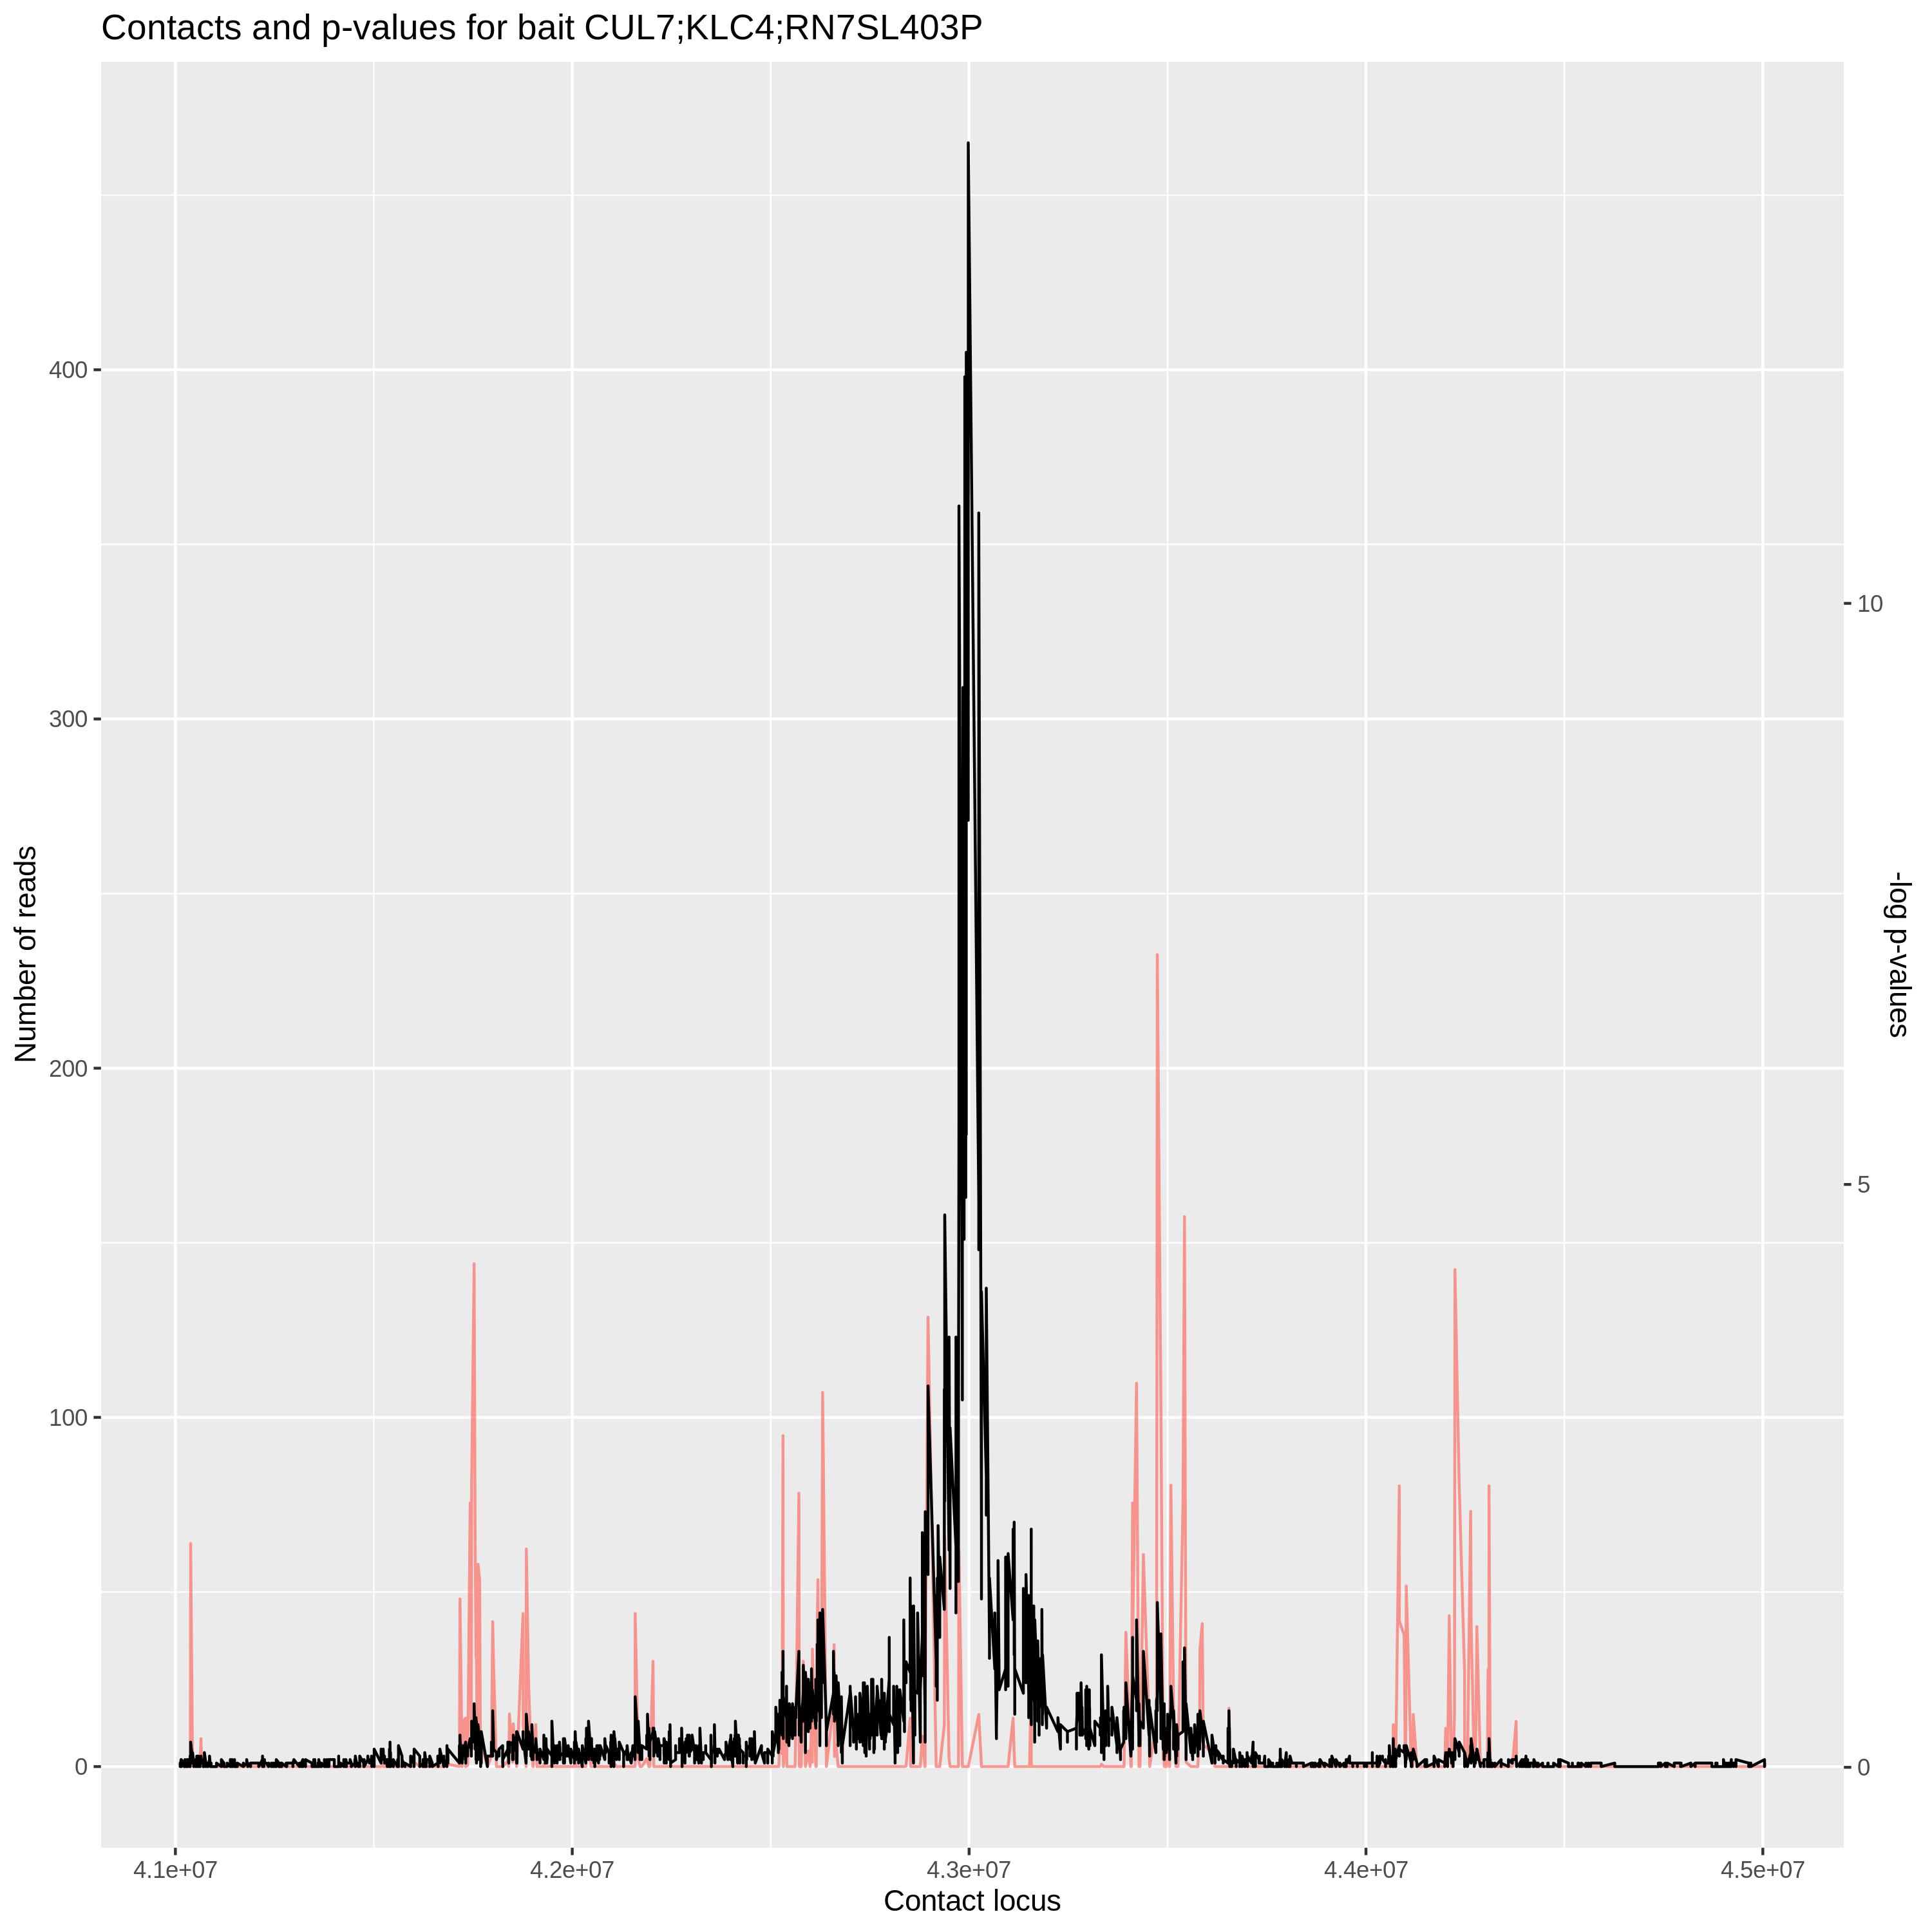 Contacts and p-values for bait CUL7;KLC4;RN7SL403P
Number of reads
400
300
200
100
0
10
5
0
-log p-values
4.1e+07 4.2e+07 4.3e+07 4.4e+07 4.5e+07
Contact locus